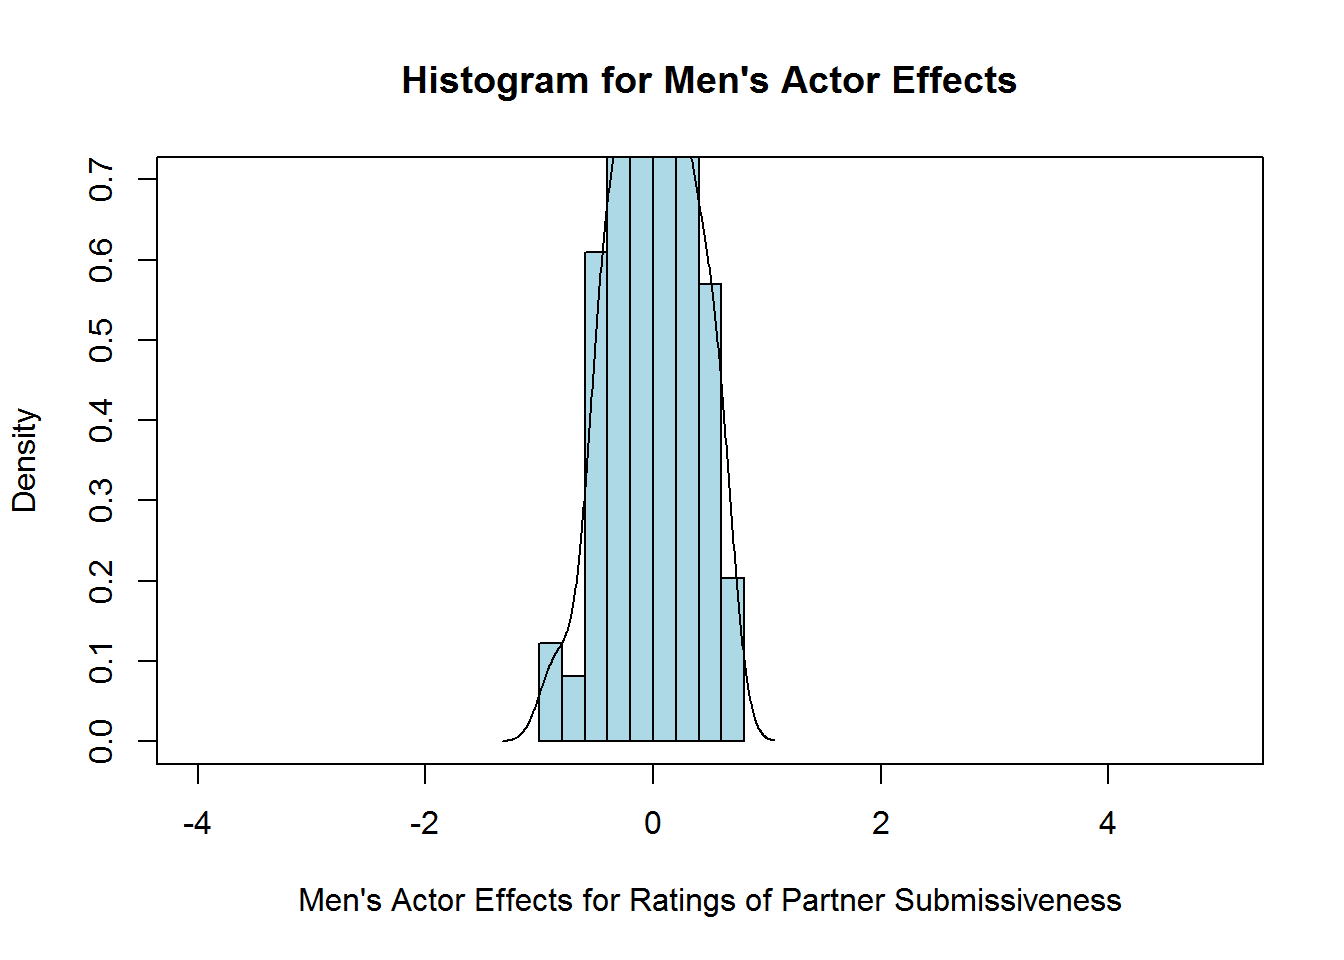 Histogram for Men's Actor Effects
Density
0.7
0.6
0.5
0.4
0.3
0.2
0.1
0.0
-4 -2 0 2 4
Men's Actor Effects for Ratings of Partner Submissiveness